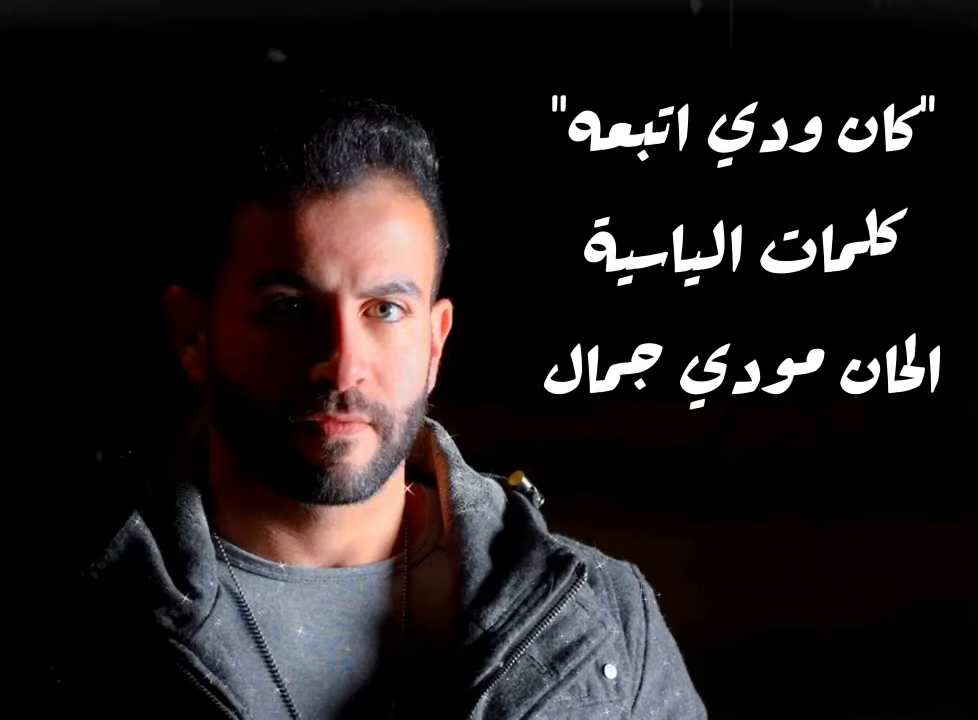 "كان ودي اتبعه"
كلمات الياسية
الحان مودي جمال